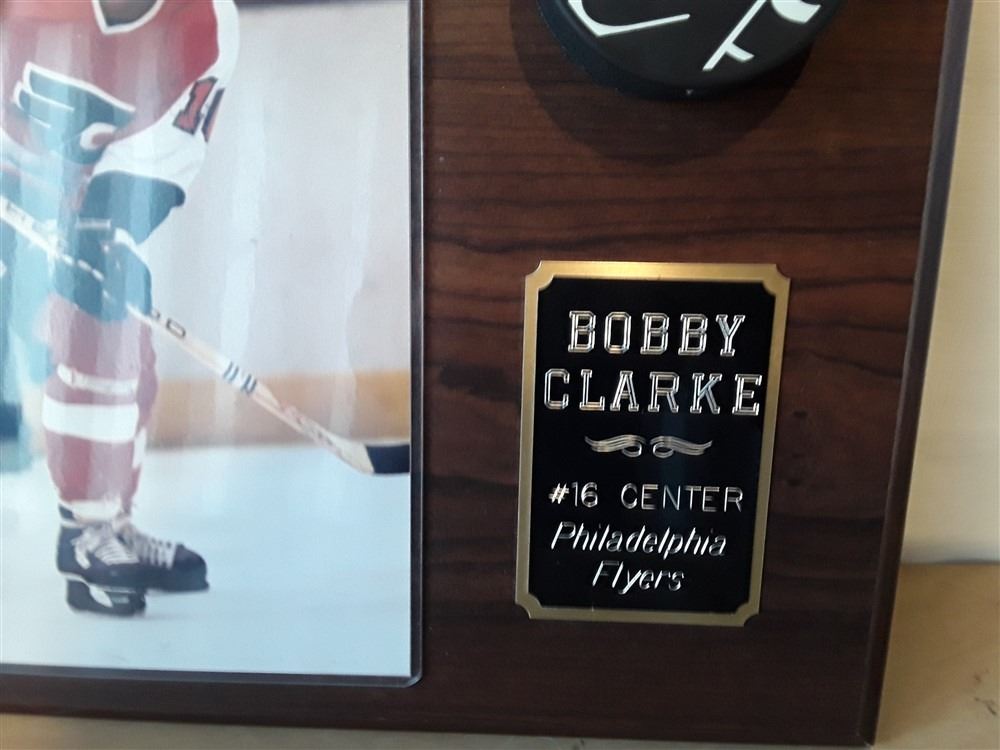 BOBBY
CLARKE
#16 CENTER
Philadelphia
Flyers